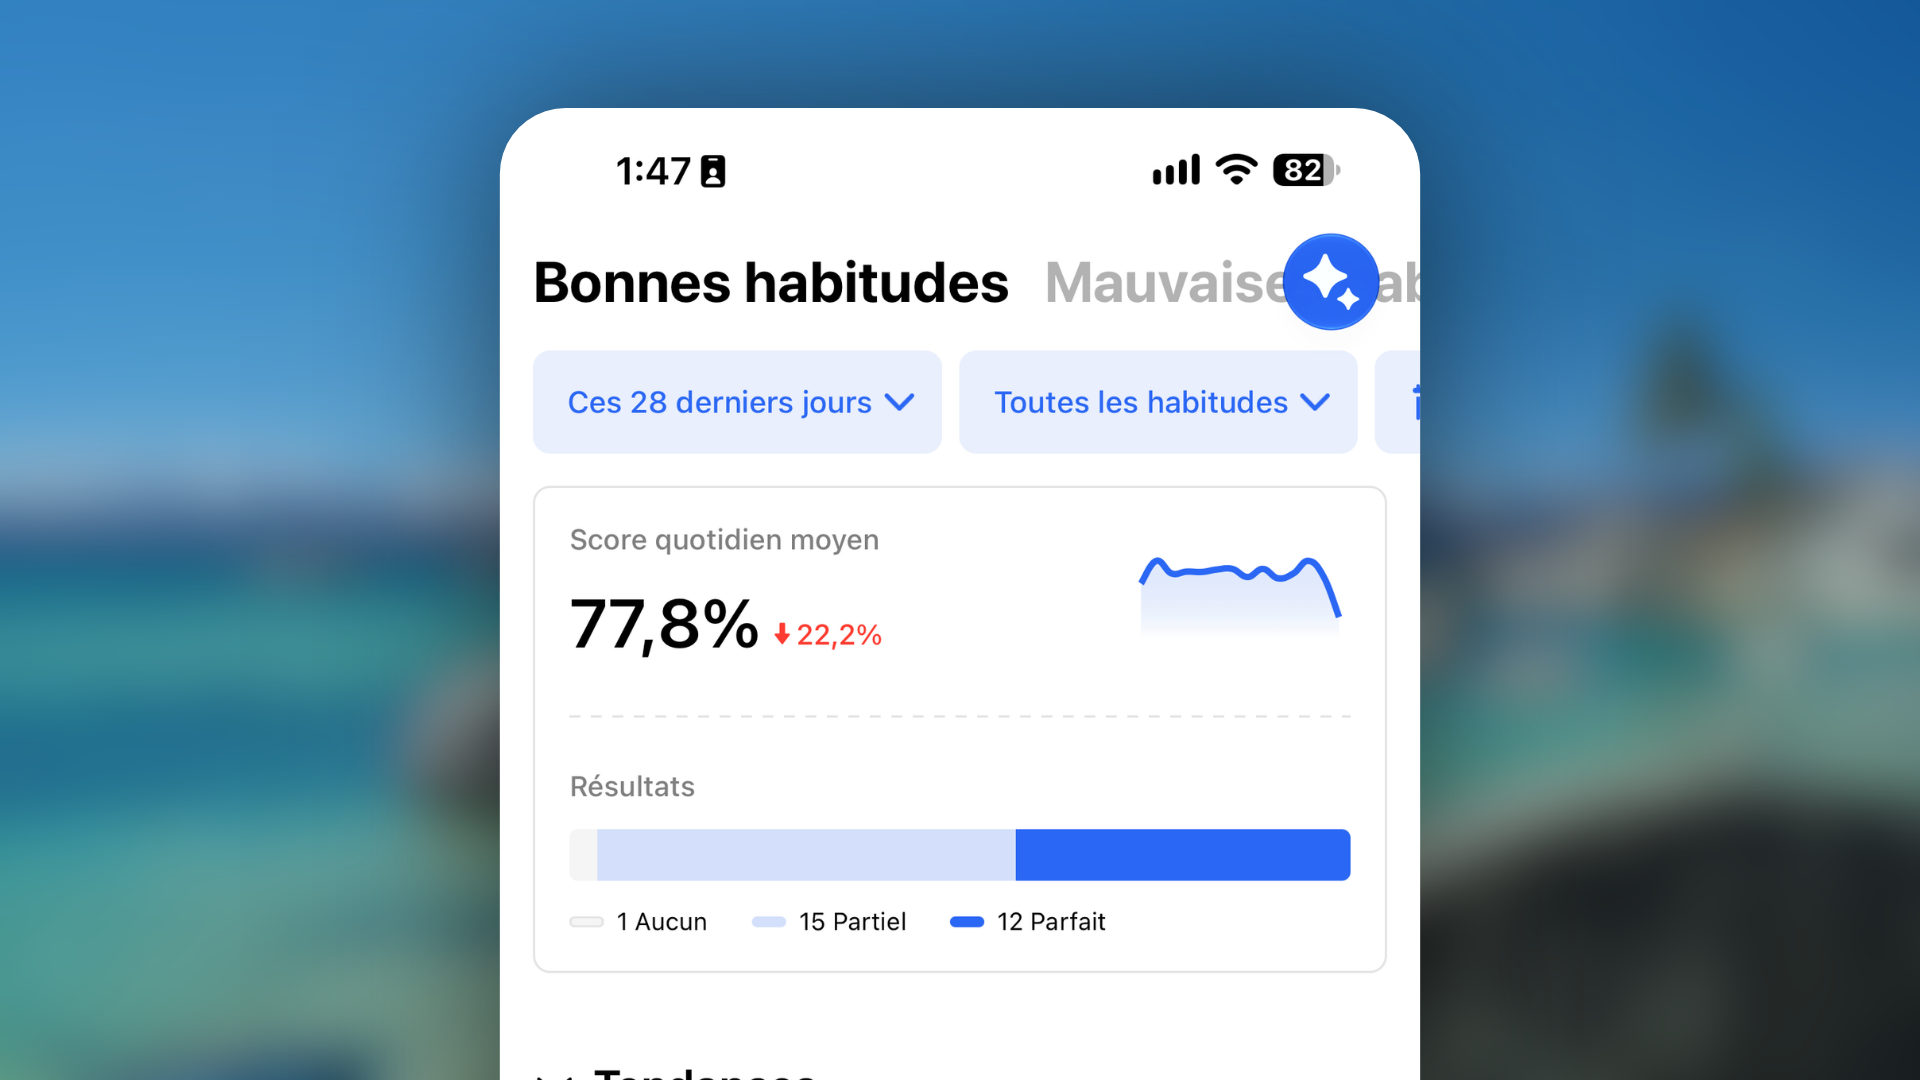 1:47
82
Bonnes habitudes
Ces 28 derniers jours
Toutes les habitudes
Score quotidien moyen
77,8% 22,2%
Résultats
1 Aucun 15 Partiel 12 Parfait
Tendances